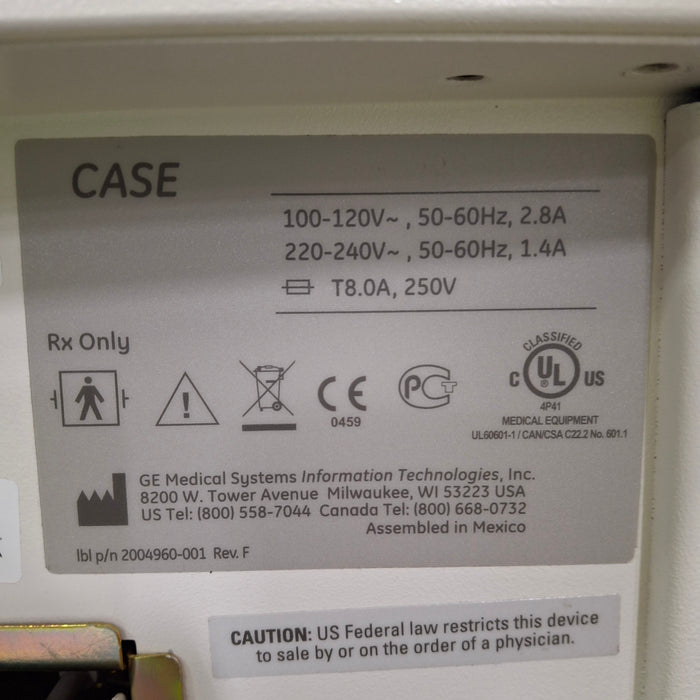 CASE
100-120V~ , 50-60Hz, 2.8A
220-240V~ , 50-60Hz, 1.4A
T8.0A, 250V
Rx Only
CE
0459
PCT
CLASSIFIED
C UL ® US
4P41
MEDICAL EQUIPMENT
UL60601-1 / CAN/CSA C22.2 No. 601.1
GE Medical Systems Information Technologies, Inc.
8200 W. Tower Avenue Milwaukee, WI 53223 USA
US Tel: (800) 558-7044 Canada Tel: (800) 668-0732
Assembled in Mexico
lbl p/n 2004960-001 Rev. F
CAUTION: US Federal law restricts this device
to sale by or on the order of a physician.